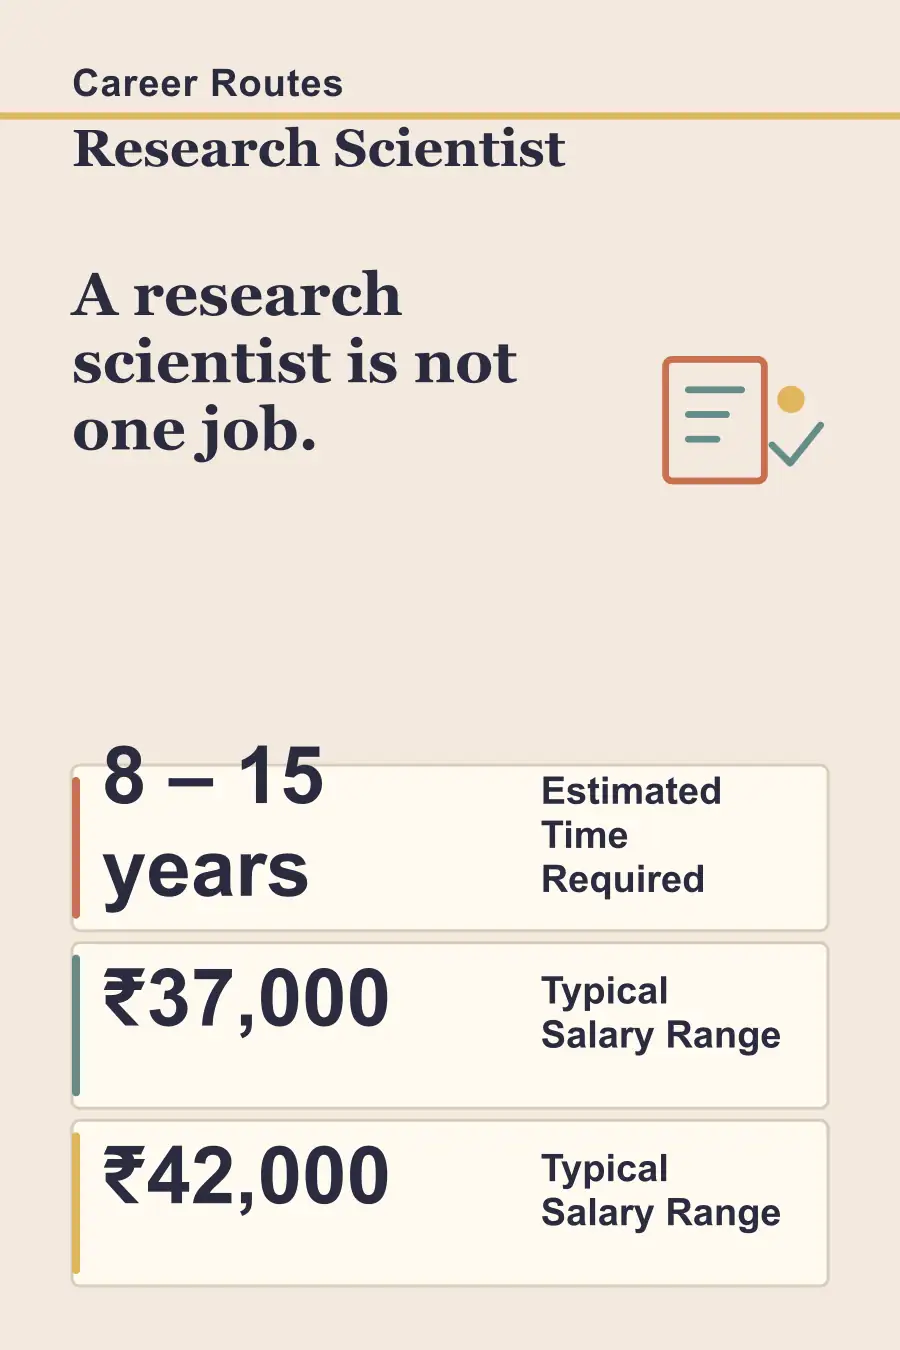 Career Routes
Research Scientist
A research
scientist is not
one job.
8 – 15
years
Estimated
Time
Required
₹37,000
Typical
Salary Range
₹42,000
Typical
Salary Range